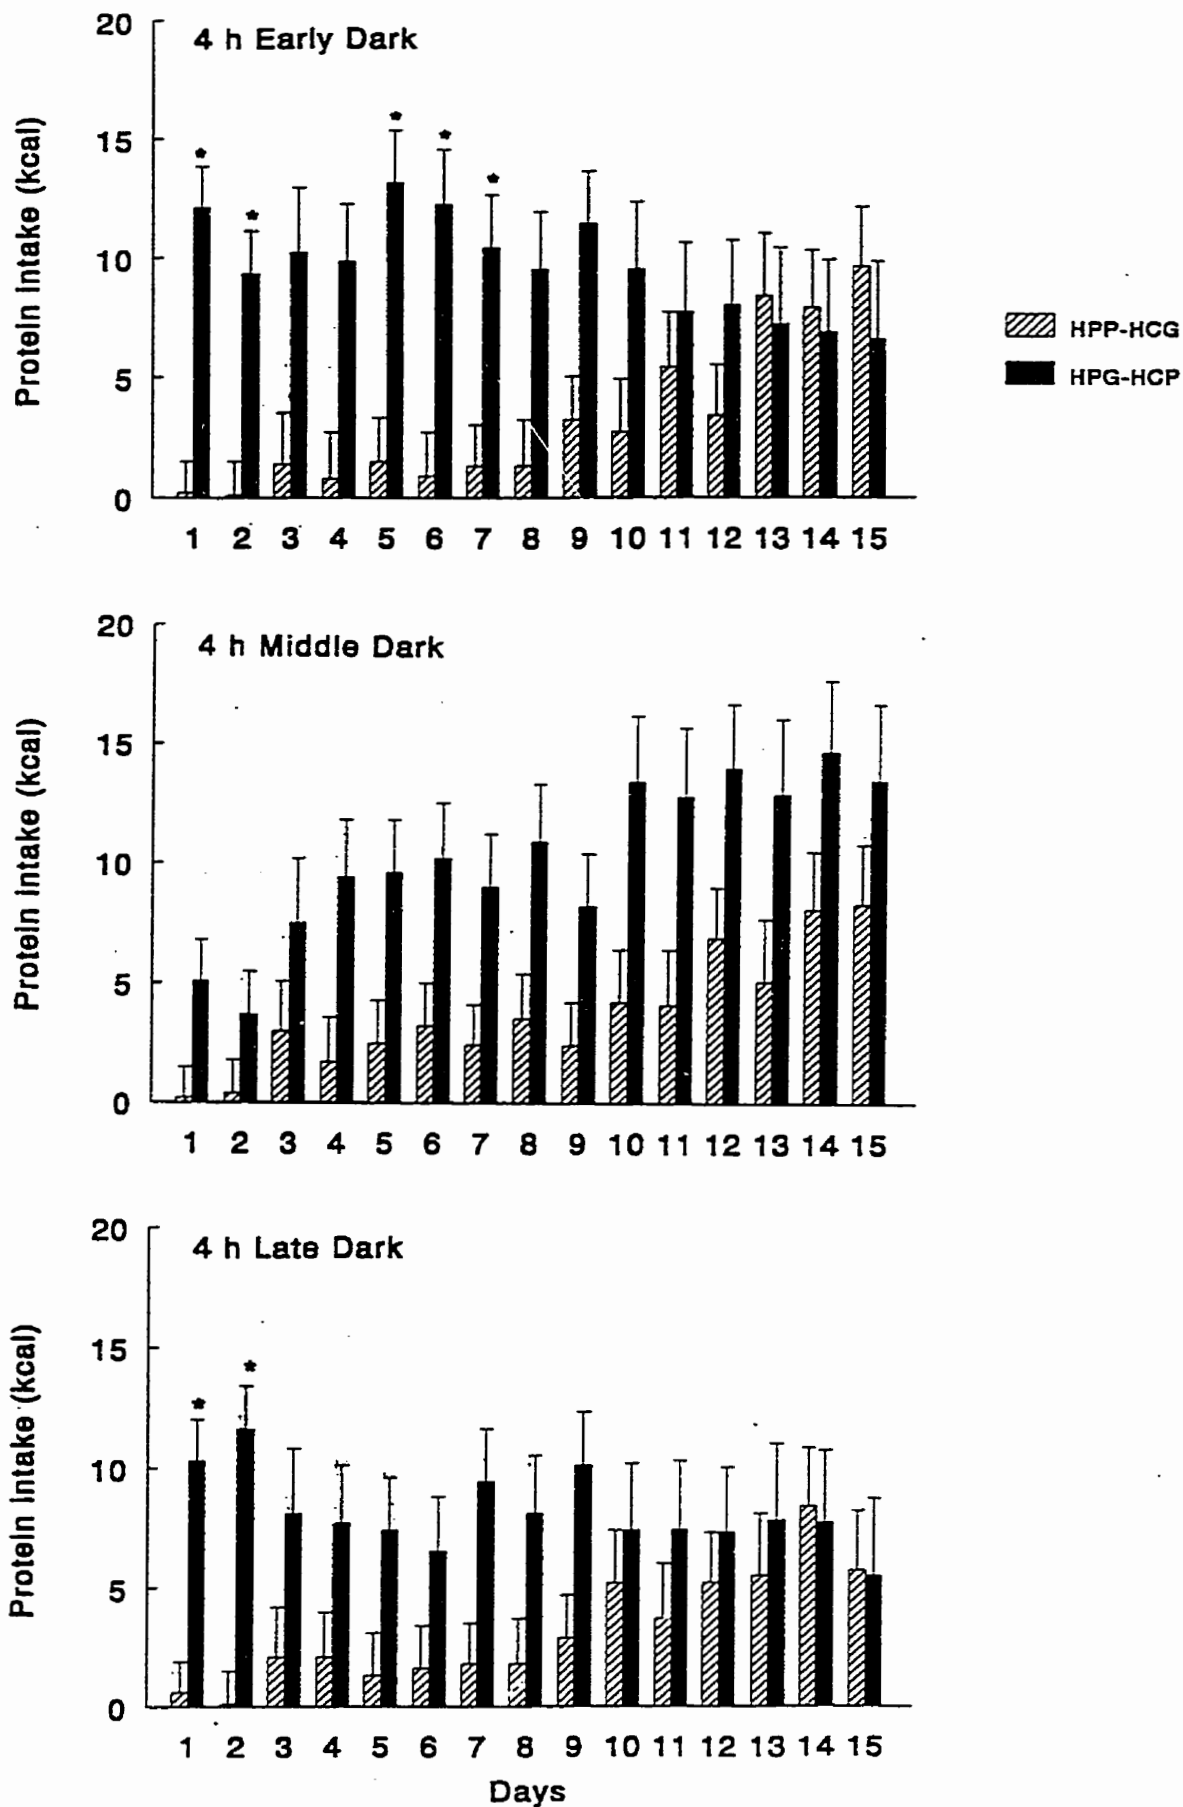 4 h Early Dark
Protein Intake (kcal)
20
15
10
5
0
* * * * *
1 2 3 4 5 6 7 8 9 10 11 12 13 14 15
HPP-HCG
HPG-HCP
4 h Middle Dark
Protein Intake (kcal)
20
15
10
5
0
1 2 3 4 5 6 7 8 9 10 11 12 13 14 15
4 h Late Dark
Protein Intake (kcal)
20
15
10
5
0
* *
1 2 3 4 5 6 7 8 9 10 11 12 13 14 15
Days